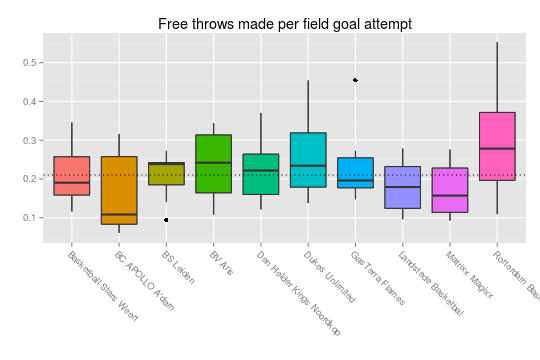 Free throws made per field goal attempt
0.5
0.4
0.3
0.2
0.1
Basketball Stars Weert
BC APOLLO A'dam
BS Leiden
BV Aris
Den Helder Kings Noordkop
Dukes Unlimited
GasTerra Flames
Landstede Basketbal
Matrixx Magixx
Rotterdam Bas